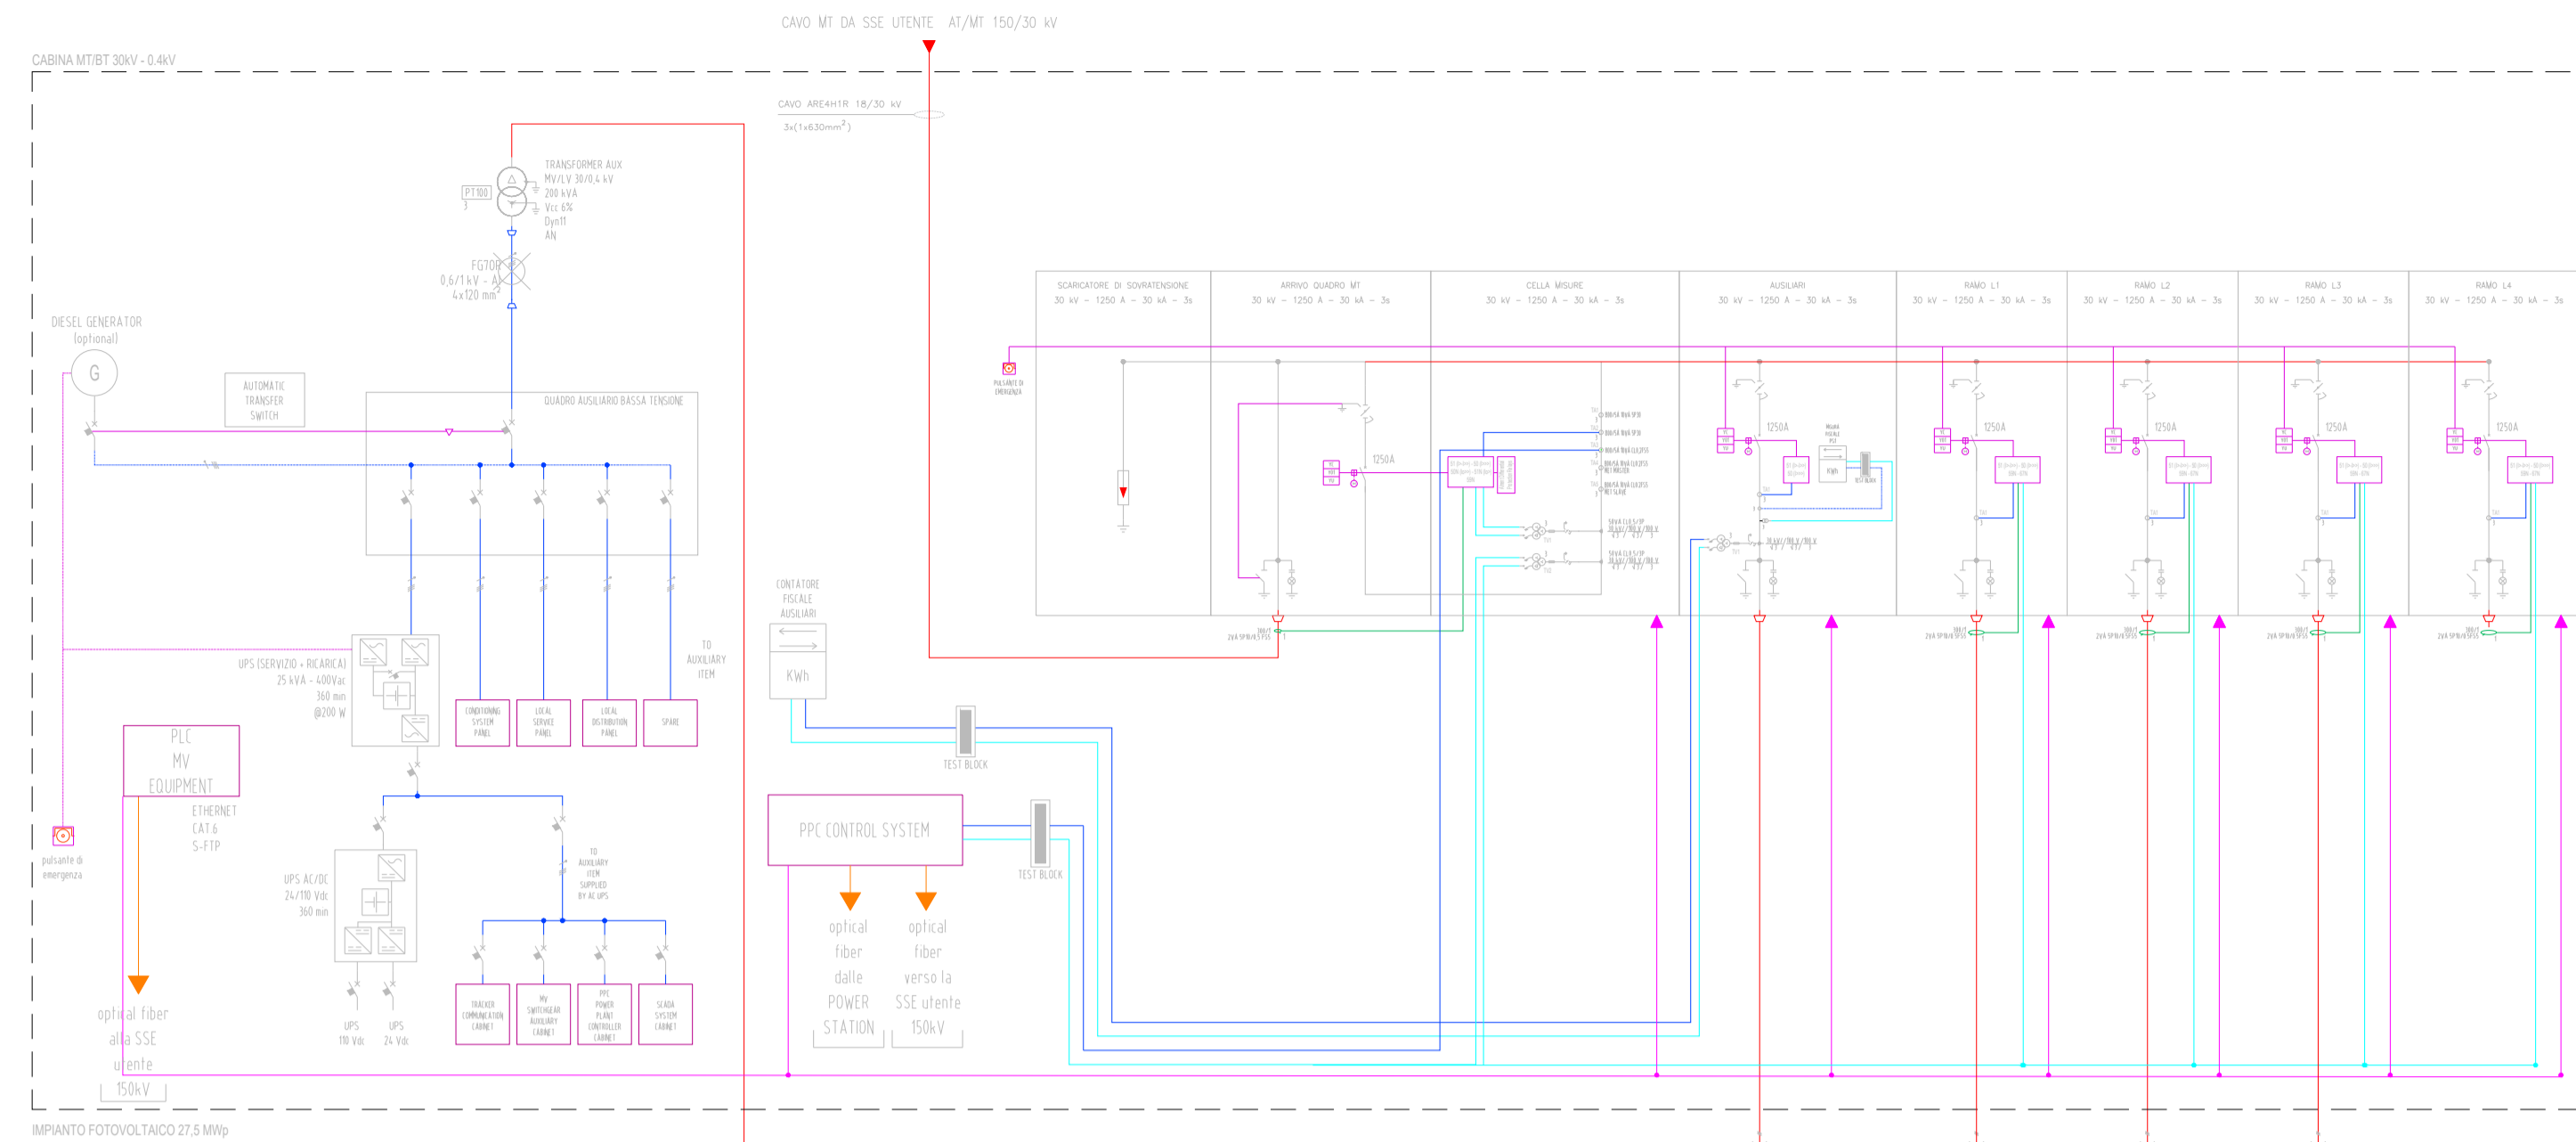 CAVO MT DA SSE UTENTE AT/MT 150/30 kV
CABINA MT/BT 30kV - 0.4kV
CAVO ARE4H1R 18/30 kV
3x(1x630mm²)
TRANSFORMER AUX
MV/LV 30/0,4 kV
200 kVA
Vcc 6%
Dyn11
AN
PT100
3
0,6/1 kV - A
4x120 mm²
DIESEL GENERATOR
(optional)
G
AUTOMATIC
TRANSFER
SWITCH
QUADRO AUSILIARIO BASSA TENSIONE
SCARICATORE DI SOVRATENSIONE
30 kV - 1250 A - 30 kA - 3s
ARRIVO QUADRO MT
30 kV - 1250 A - 30 kA - 3s
CELLA MISURE
30 kV - 1250 A - 30 kA - 3s
AUSILIARI
30 kV - 1250 A - 30 kA - 3s
RAMO L1
30 kV - 1250 A - 30 kA - 3s
RAMO L2
30 kV - 1250 A - 30 kA - 3s
RAMO L3
30 kV - 1250 A - 30 kA - 3s
RAMO L4
30 kV - 1250 A - 30 kA - 3s
PULSANTE DI
EMERGENZA
1250A
1250A
1250A
1250A
1250A
1250A
MISURA
FISCALE
KWh
TEST BLOCK
CONTATORE
FISCALE
AUSILIARI
KWh
TEST BLOCK
UPS (SERVIZIO + RICARICA)
25 kVA - 400Vac
360 min
@200 W
TO
AUXILIARY
ITEM
CONDITIONING
SYSTEM
PANEL
LOCAL
SERVICE
PANEL
LOCAL
DISTRIBUTION
PANEL
SPARE
PLC
MV
EQUIPMENT
ETHERNET
CAT.6
S-FTP
pulsante di
emergenza
PPC CONTROL SYSTEM
TEST BLOCK
UPS AC/DC
24/110 Vdc
360 min
TO
AUXILIARY
ITEM
SUPPLIED
BY AC UPS
optical
fiber
dalle
POWER
STATION
optical
fiber
verso la
SSE utente
150kV
UPS
110 Vdc
UPS
24 Vdc
TRACKER
COMMUNICATION
CABINET
MV
SWITCHGEAR
AUXILIARY
CABINET
PPC
POWER
PLANT
CONTROLLER
CABINET
SCADA
SYSTEM
CABINET
optical fiber
alla SSE
utente
150kV
IMPIANTO FOTOVOLTAICO 27,5 MWp